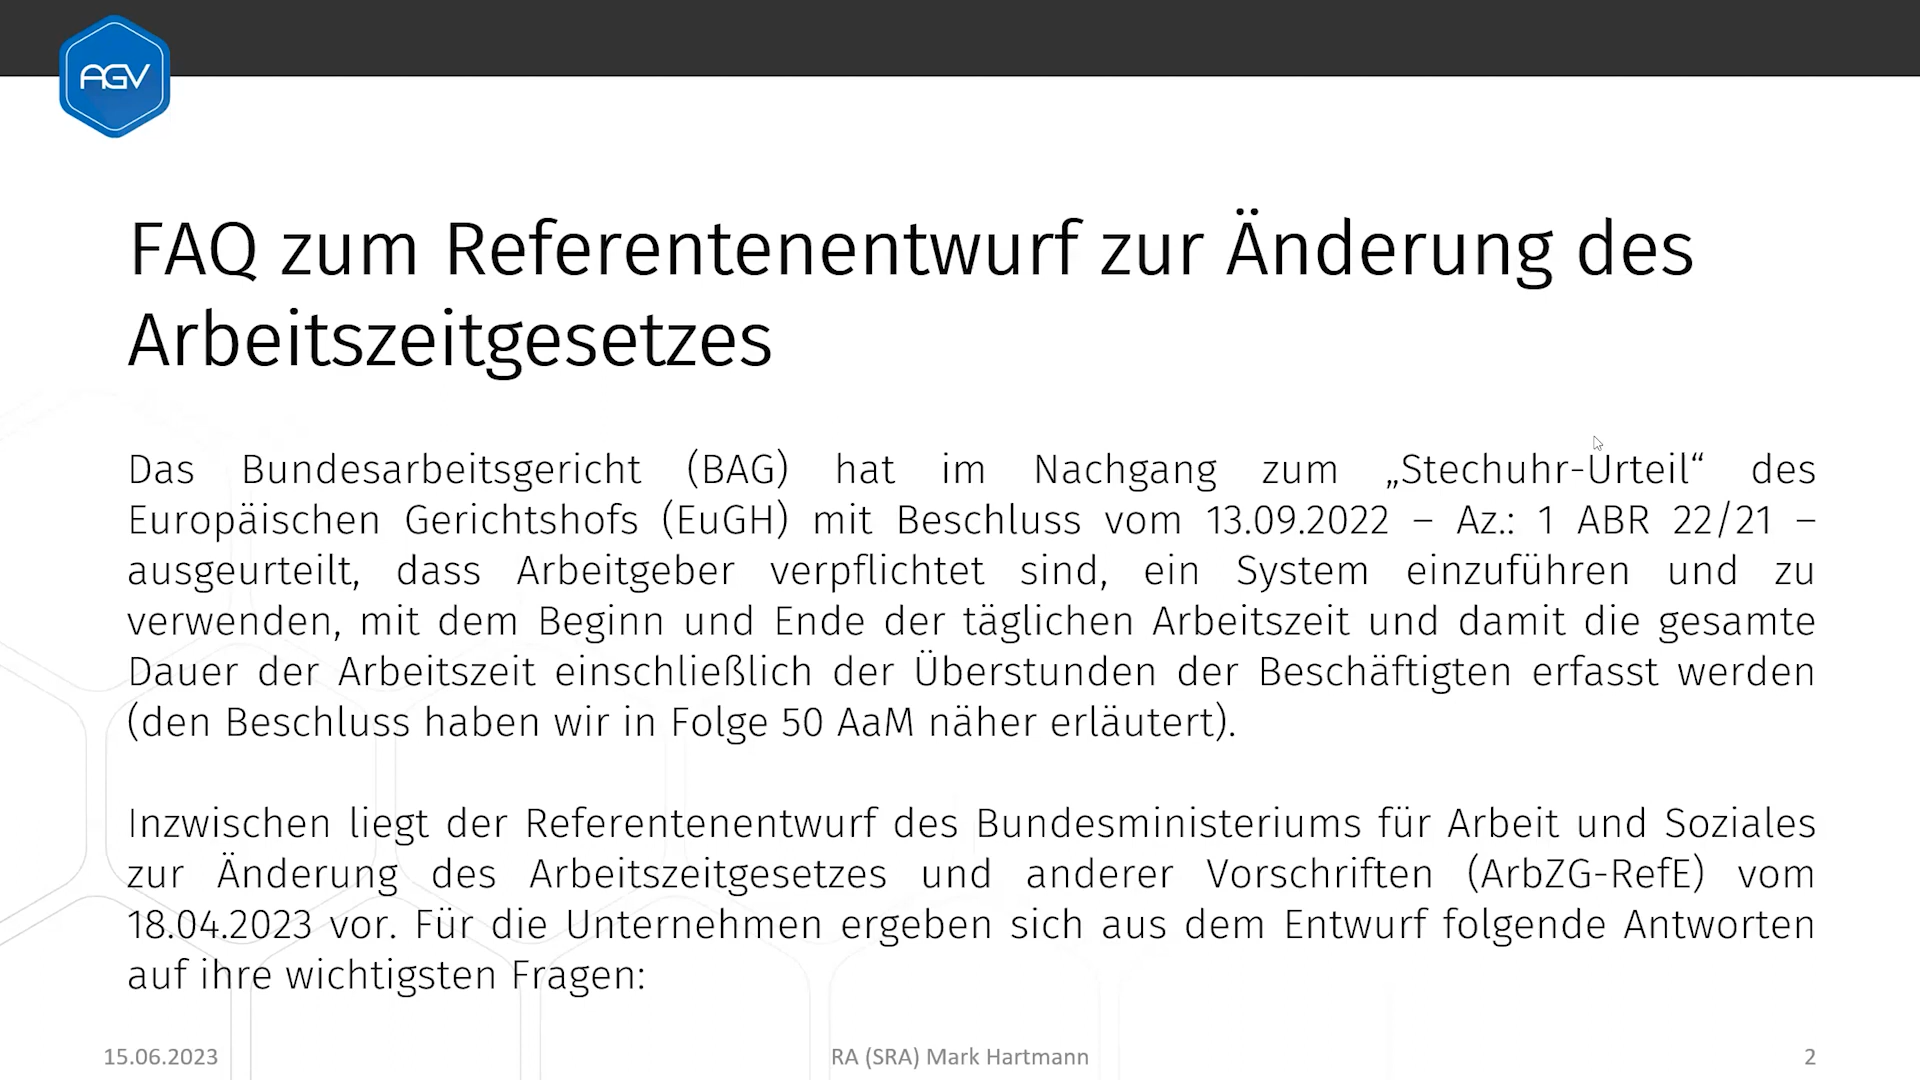 AGV
FAQ zum Referentenentwurf zur Änderung des
Arbeitszeitgesetzes
Das Bundesarbeitsgericht (BAG) hat im Nachgang zum „Stechuhr-Urteil“ des
Europäischen Gerichtshofs (EuGH) mit Beschluss vom 13.09.2022 – Az.: 1 ABR 22/21 –
ausgeurteilt, dass Arbeitgeber verpflichtet sind, ein System einzuführen und zu
verwenden, mit dem Beginn und Ende der täglichen Arbeitszeit und damit die gesamte
Dauer der Arbeitszeit einschließlich der Überstunden der Beschäftigten erfasst werden
(den Beschluss haben wir in Folge 50 AaM näher erläutert).
Inzwischen liegt der Referentenentwurf des Bundesministeriums für Arbeit und Soziales
zur Änderung des Arbeitszeitgesetzes und anderer Vorschriften (ArbZG-RefE) vom
18.04.2023 vor. Für die Unternehmen ergeben sich aus dem Entwurf folgende Antworten
auf ihre wichtigsten Fragen:
15.06.2023
RA (SRA) Mark Hartmann
2